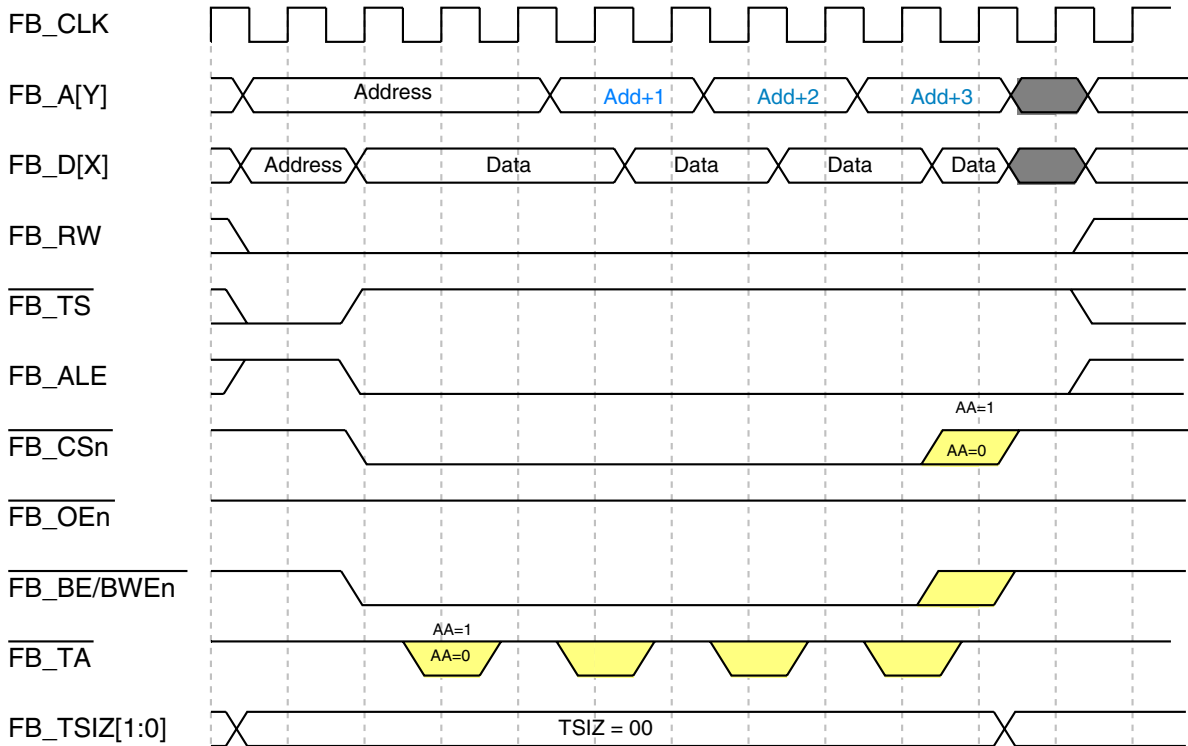 FB_CLK
FB_A[Y] Address Add+1 Add+2 Add+3
FB_D[X] Address Data Data Data Data
FB_RW
FB_TS
FB_ALE
AA=1
FB_CSn AA=0
FB_OEn
FB_BE/BWEn
AA=1
FB_TA AA=0
FB_TSIZ[1:0] TSIZ = 00